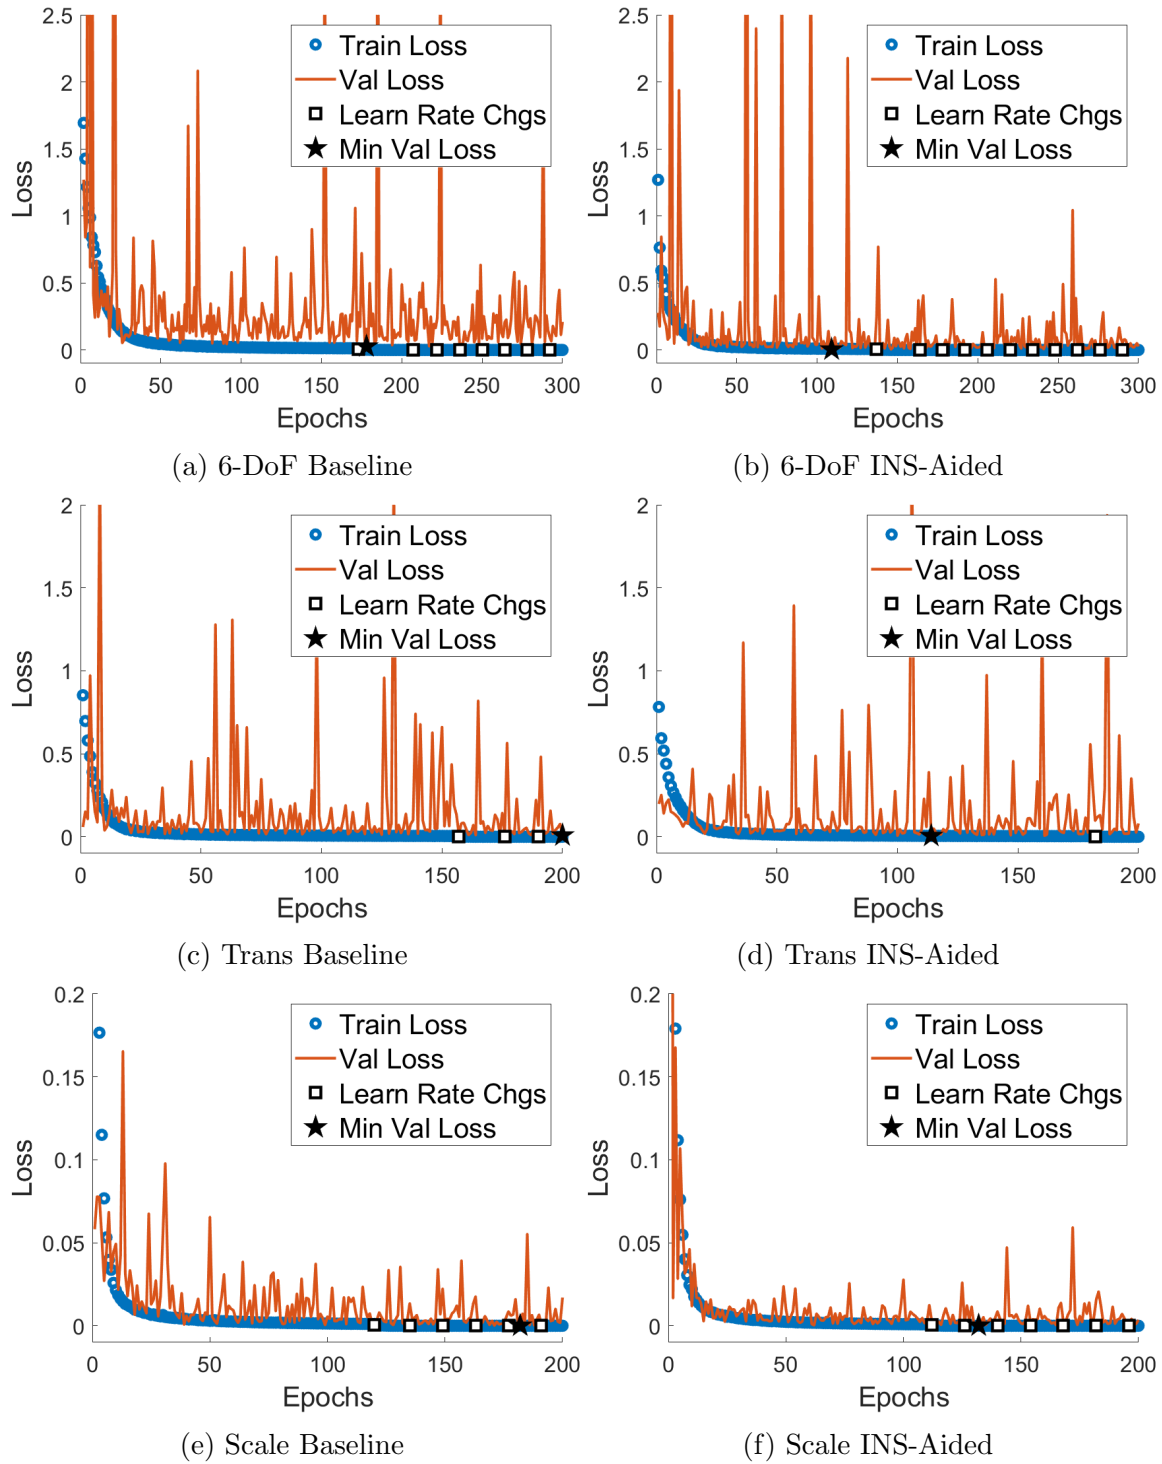 2.5
2
1.5
1
0.5
0
Loss
0 50 100 150 200 250 300
Epochs
Train Loss
Val Loss
Learn Rate Chgs
Min Val Loss
(a) 6-DoF Baseline
2.5
2
1.5
1
0.5
0
Loss
0 50 100 150 200 250 300
Epochs
Train Loss
Val Loss
Learn Rate Chgs
Min Val Loss
(b) 6-DoF INS-Aided
2
1.5
1
0.5
0
Loss
0 50 100 150 200
Epochs
Train Loss
Val Loss
Learn Rate Chgs
Min Val Loss
(c) Trans Baseline
2
1.5
1
0.5
0
Loss
0 50 100 150 200
Epochs
Train Loss
Val Loss
Learn Rate Chgs
Min Val Loss
(d) Trans INS-Aided
0.2
0.15
0.1
0.05
0
Loss
0 50 100 150 200
Epochs
Train Loss
Val Loss
Learn Rate Chgs
Min Val Loss
(e) Scale Baseline
0.2
0.15
0.1
0.05
0
Loss
0 50 100 150 200
Epochs
Train Loss
Val Loss
Learn Rate Chgs
Min Val Loss
(f) Scale INS-Aided